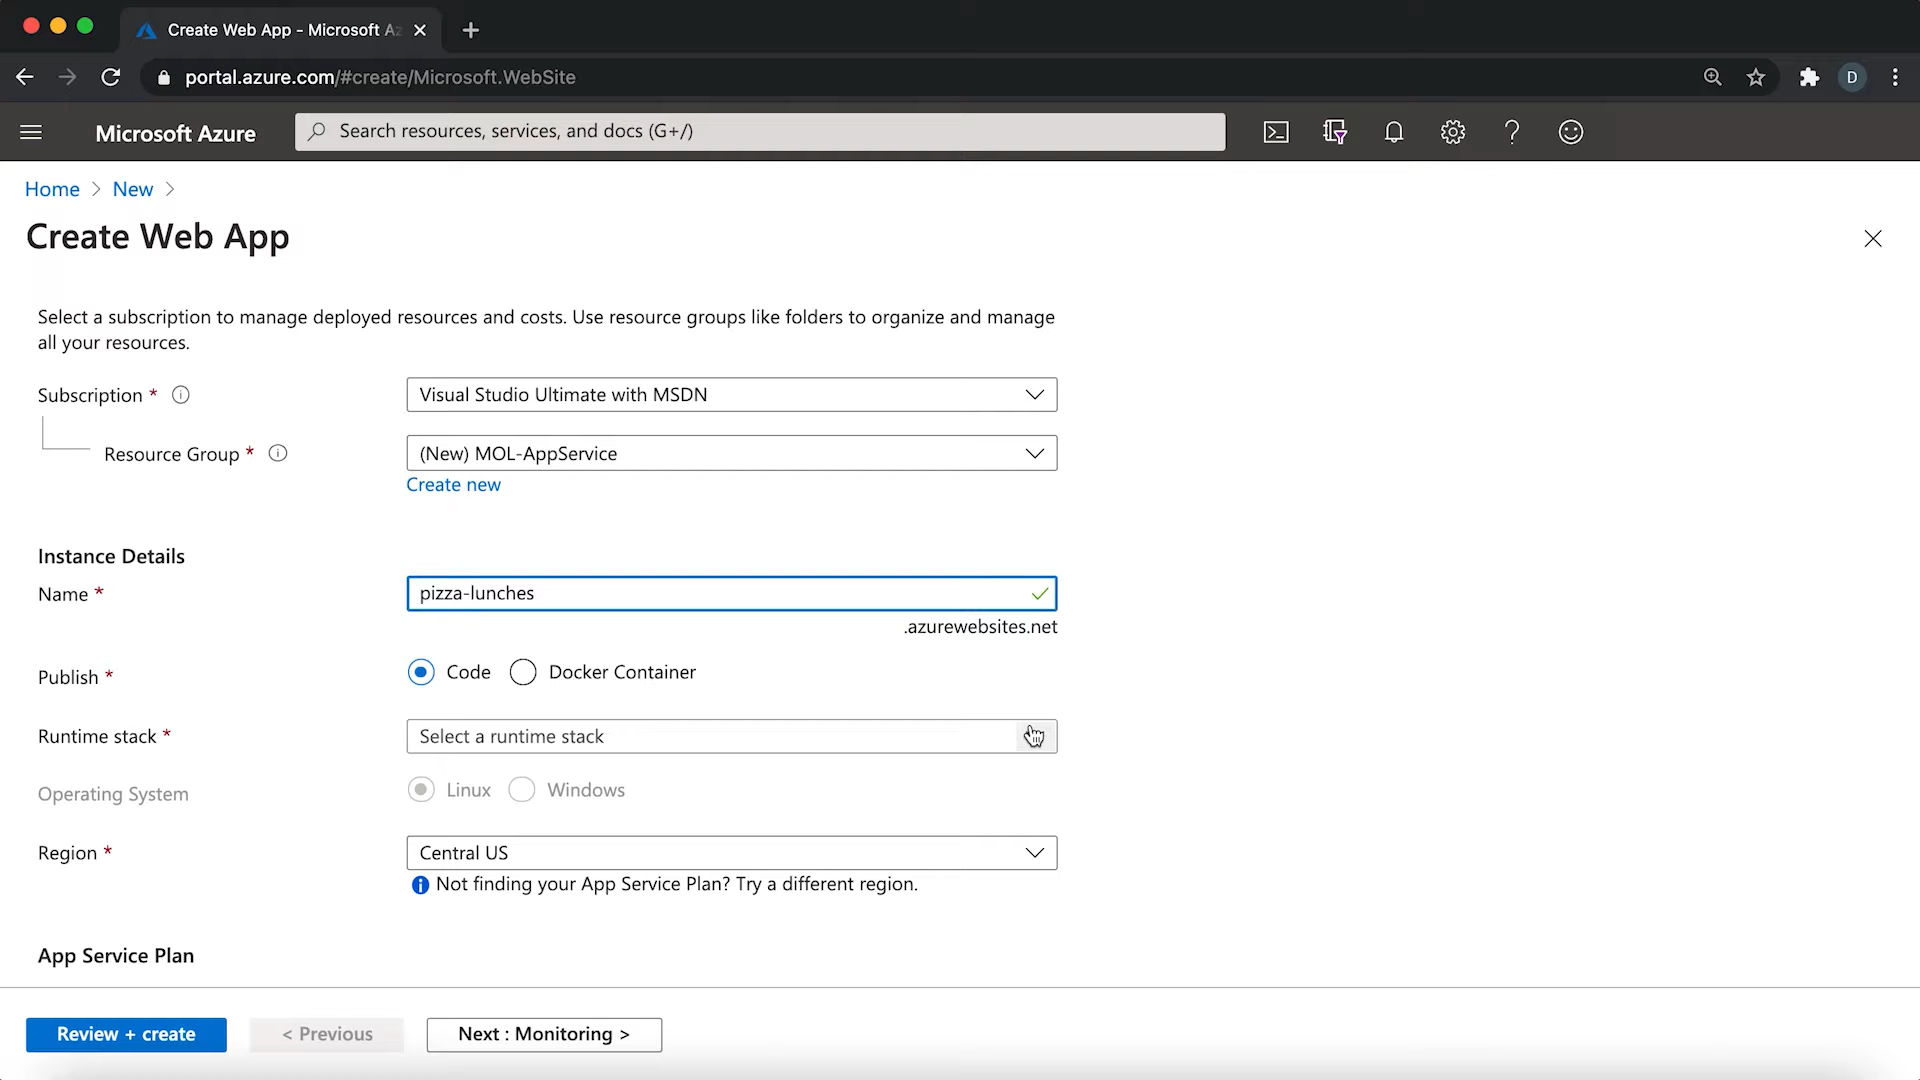 Create Web App - Microsoft Az
portal.azure.com/#create/Microsoft.WebSite
D
Microsoft Azure
Search resources, services, and docs (G+/)
Home > New >
Create Web App
Select a subscription to manage deployed resources and costs. Use resource groups like folders to organize and manage
all your resources.
Subscription *
Visual Studio Ultimate with MSDN
Resource Group *
(New) MOL-AppService
Create new
Instance Details
Name *
pizza-lunches
.azurewebsites.net
Publish *
Code
Docker Container
Runtime stack *
Select a runtime stack
Operating System
Linux
Windows
Region *
Central US
Not finding your App Service Plan? Try a different region.
App Service Plan
Review + create
< Previous
Next : Monitoring >